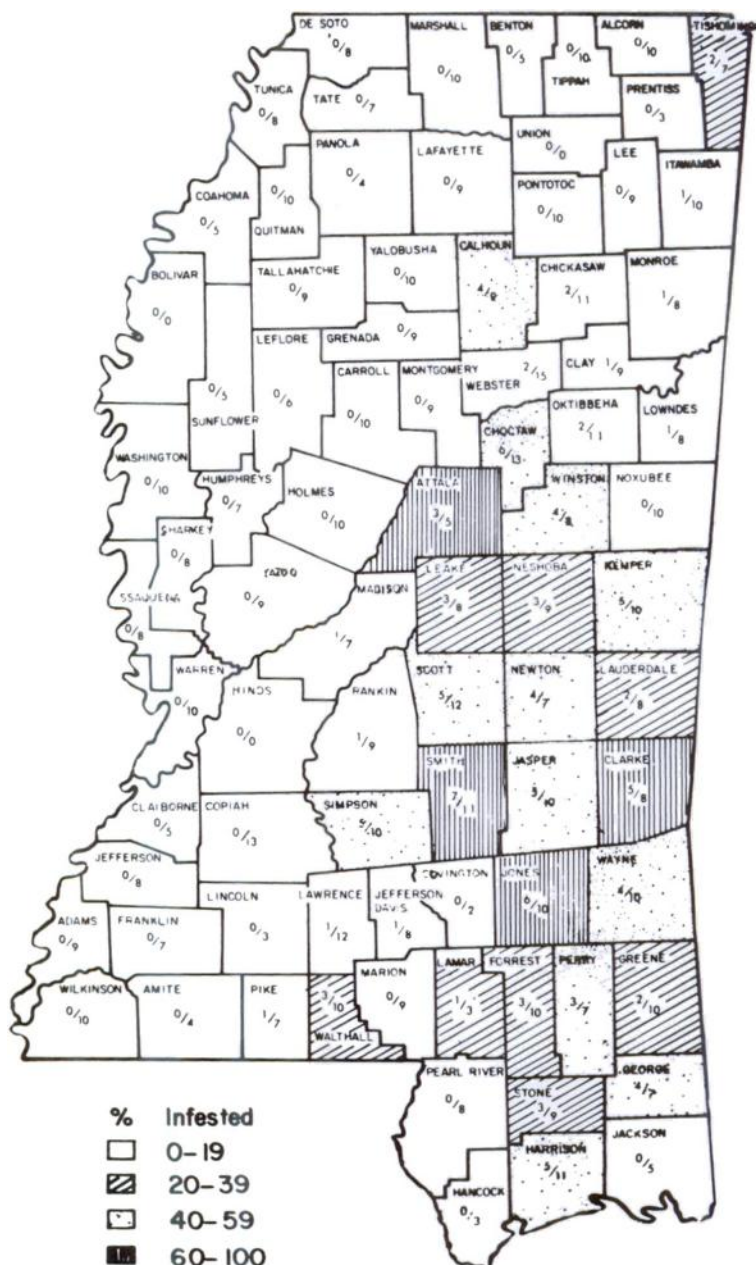 DE SOTO
0/8
MARSHALL
0/10
BENTON
0/5
0/10
TIPPAH
ALCORN
0/10
2/7
TUNICA
0/8
TATE 0/7
PRENTISS
0/3
PANOLA
0/4
LAFAYETTE
0/9
UNION
0/0
LEE
0/9
ITAWAMBA
1/10
COAHOMA
0/5
0/10
QUITMAN
PONTOTOC
0/10
BOLIVAR
0/0
TALLAHATCHIE
0/9
YALOBUSHA
0/10
CALHOUN
CHICKASAW
2/11
MONROE
1/8
0/5
SUNFLOWER
LEFLORE
0/6
GRENADA 0/9
CARROLL
0/10
MONTGOMERY
0/9
2/15
WEBSTER
CLAY 1/9
WASHINGTON
0/10
CHOCTAW
6/13
OKTIBBEHA
2/11
LOWNDES
1/8
HUMPHREYS
0/7
HOLMES
0/10
ATTALA
3/5
WINSTON
4/8
NOXUBEE
0/10
SHARKEY
0/8
SSAQUENA
0/8
YAZOO
0/9
MADISON
1/7
LEAKE
3/8
NESHOBA
3/9
KEMPER
5/10
WARREN
0/10
HINDS
0/0
RANKIN
1/9
SCOTT
5/12
NEWTON
4/7
LAUDERDALE
2/8
CLAIBORNE
0/5
COPIAH
0/13
SIMPSON
SMITH
7/11
JASPER
5/10
CLARKE
5/8
JEFFERSON
0/8
LINCOLN
0/3
LAWRENCE
1/12
JEFFERSON
DAVIS
1/8
COVINGTON
0/2
JONES
6/10
WAYNE
4/10
ADAMS
0/9
FRANKLIN
0/7
WILKINSON
0/10
AMITE
0/4
PIKE
1/7
3/10
WALTHALL
MARION
0/9
LAMAR
1/3
FORREST
3/10
PERRY
3/7
GREENE
2/10
PEARL RIVER
0/8
STONE
3/9
GEORGE
HANCOCK
0/3
HARRISON
5/11
JACKSON
0/5
% Infested
0-19
20-39
40-59
60-100